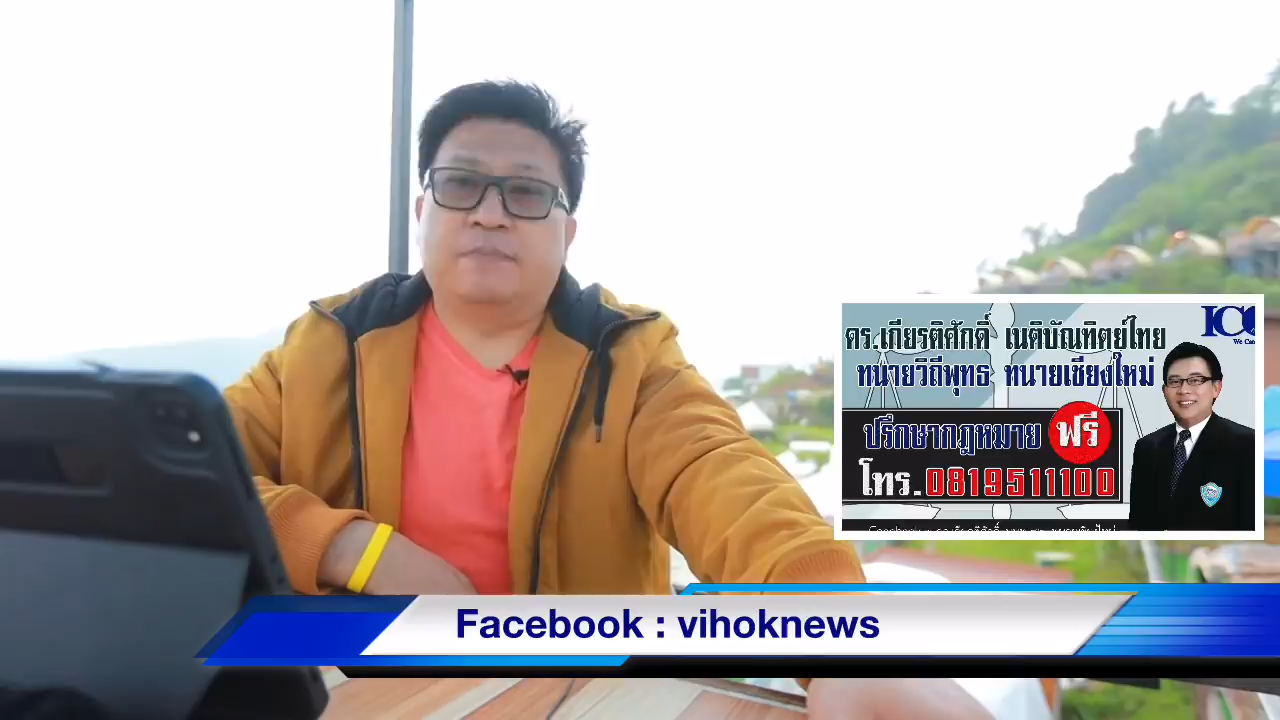 ICC
We Can
ดร.เกียรติศักดิ์ เนติบัณฑิตย์ไทย
ทนายวิถีพุทธ ทนายเชียงใหม่
ปรึกษากฎหมาย ฟรี
โทร.0819511100
Facebook : vihoknews